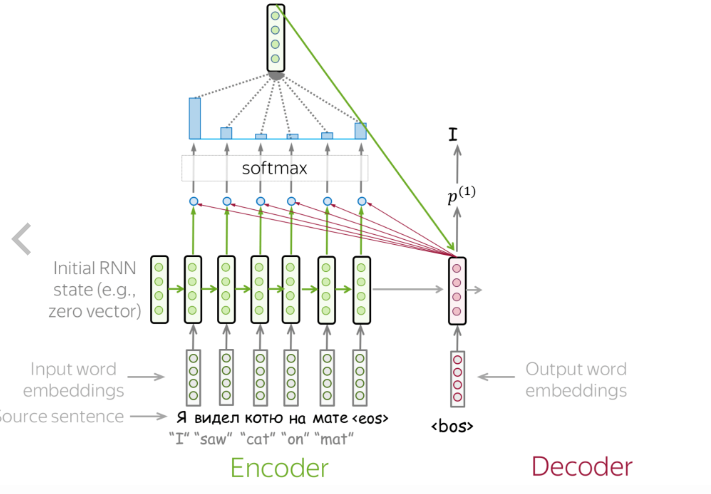 I
softmax
p(1)
Initial RNN
state (e.g.,
zero vector)
Input word
embeddings
Output word
embeddings
Source sentence
Я видел котю на мате <eos>
"I" "saw" "cat" "on" "mat"
<bos>
Encoder
Decoder